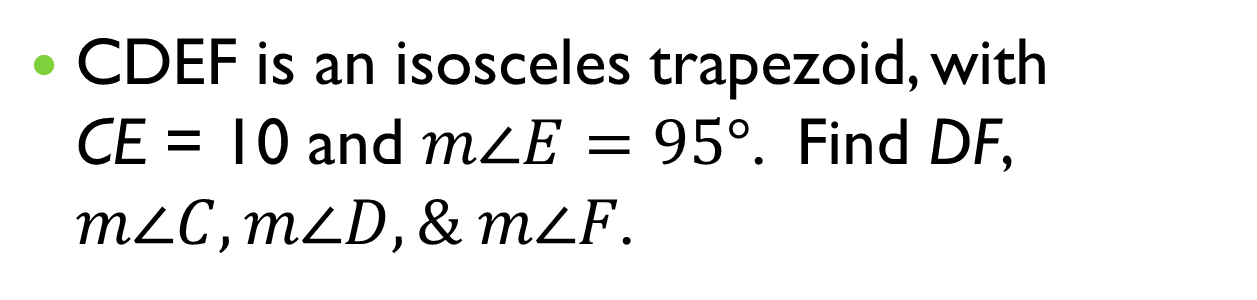 • CDEF is an isosceles trapezoid, with
CE = 10 and m∠E = 95°. Find DF,
m∠C, m∠D, & m∠F.